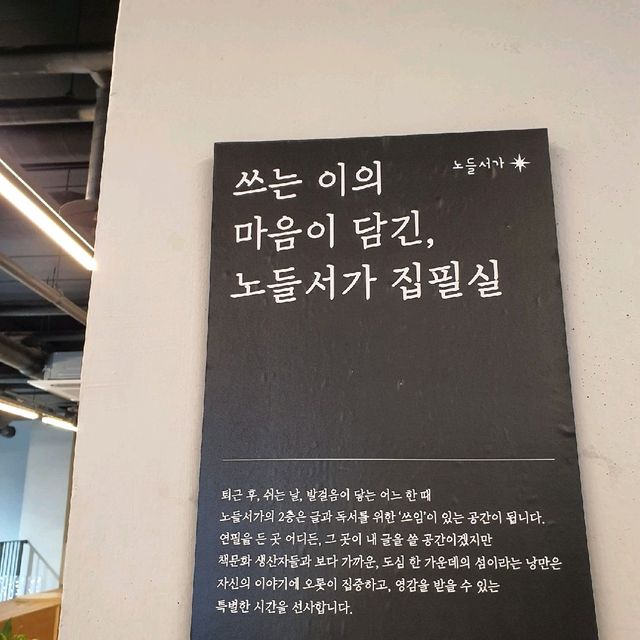 쓰는 이의
마음이 담긴,
노들서가 집필실
노들서가
퇴근 후, 쉬는 날, 발걸음이 닿는 어느 한 때
노들서가의 2층은 글과 독서를 위한 '쓰임'이 있는 공간이 됩니다.
연필을 든 곳 어디든, 그 곳이 내 글을 쓸 공간이겠지만
책문화 생산자들과 보다 가까운, 도심 한 가운데의 섬이라는 낭만은
자신의 이야기에 오롯이 집중하고, 영감을 받을 수 있는
특별한 시간을 선사합니다.